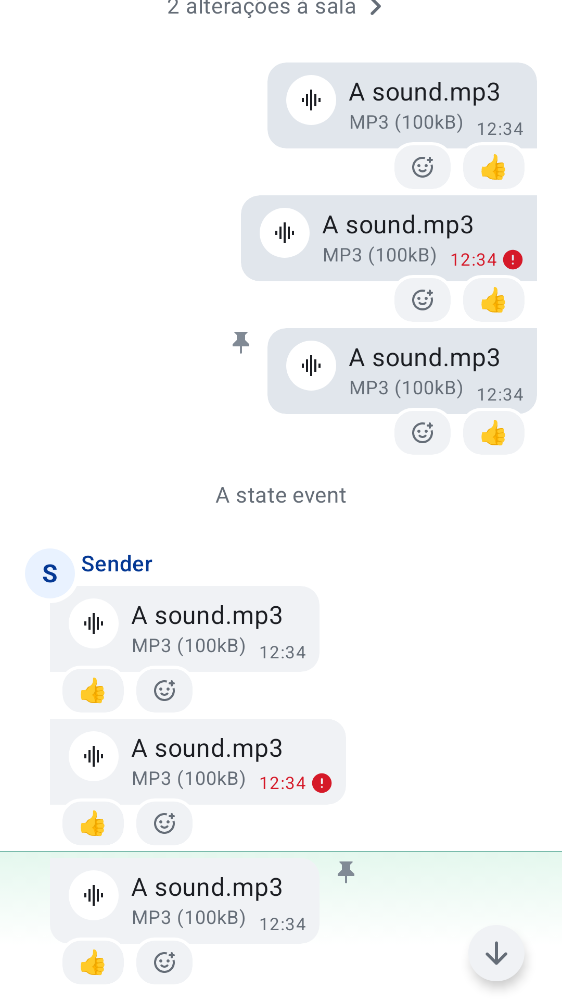 2 alterações à sala
A sound.mp3
MP3 (100kB) 12:34
👍
A sound.mp3
MP3 (100kB) 12:34
👍
A sound.mp3
MP3 (100kB) 12:34
👍
A state event
S Sender
A sound.mp3
MP3 (100kB) 12:34
👍
A sound.mp3
MP3 (100kB) 12:34
👍
A sound.mp3
MP3 (100kB) 12:34
👍